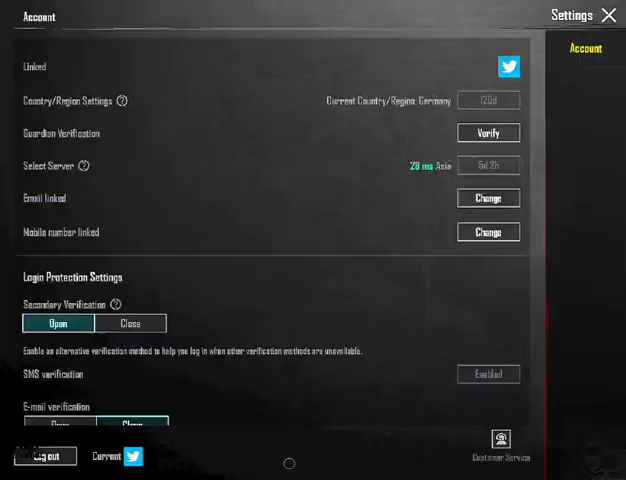 Account
Settings
Account
Linked
Country/Region Settings
Current Country/Region: Germany
120d
Guardian Verification
Verify
Select Server
28 ms Asia
5d 2h
Email linked
Change
Mobile number linked
Change
Login Protection Settings
Secondary Verification
Open
Close
Enable an alternative verification method to help you log in when other verification methods are unavailable.
SMS verification
Enabled
E-mail verification
Open
Close
Log out
Current
Customer Service